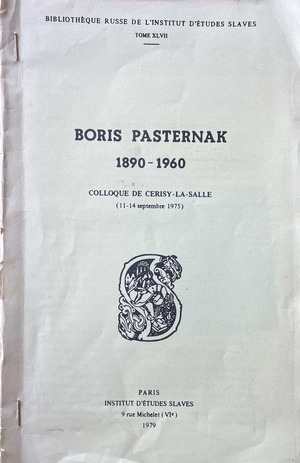 BIBLIOTHÈQUE RUSSE DE L'INSTITUT D'ÉTUDES SLAVES
TOME XLVII
BORIS PASTERNAK
1890-1960
COLLOQUE DE CERISY-LA-SALLE
(11-14 septembre 1975)
PARIS
INSTITUT D'ÉTUDES SLAVES
9 rue Michelet (VIe)
1979